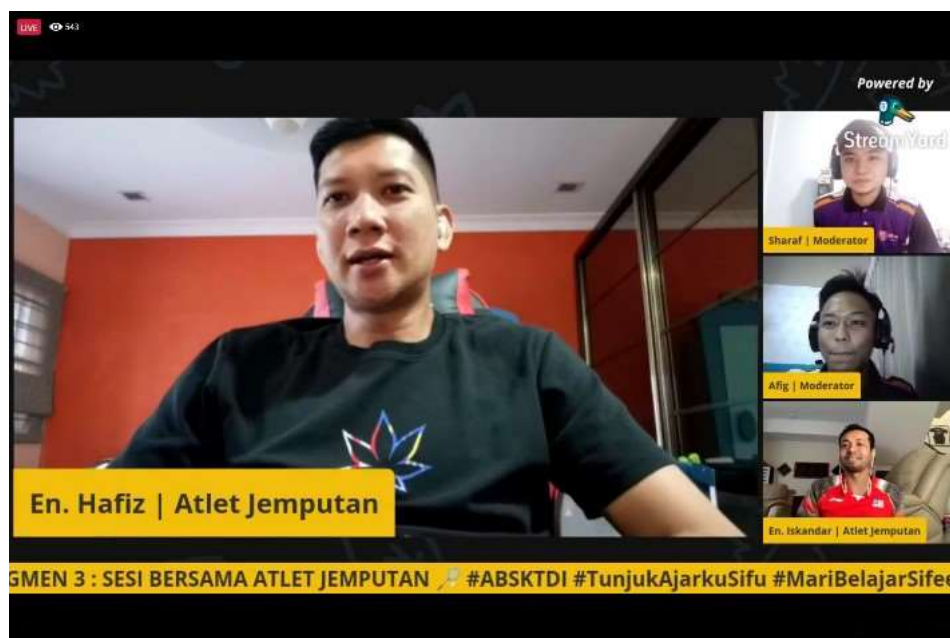 LIVE 543
Powered by
StreamYard
Sharaf | Moderator
Afig | Moderator
En. Iskandar | Atlet Jemputan
En. Hafiz | Atlet Jemputan
GMEN 3 : SESI BERSAMA ATLET JEMPUTAN #ABSKTDI #TunjukAjarkuSifu #MariBelajarSifee